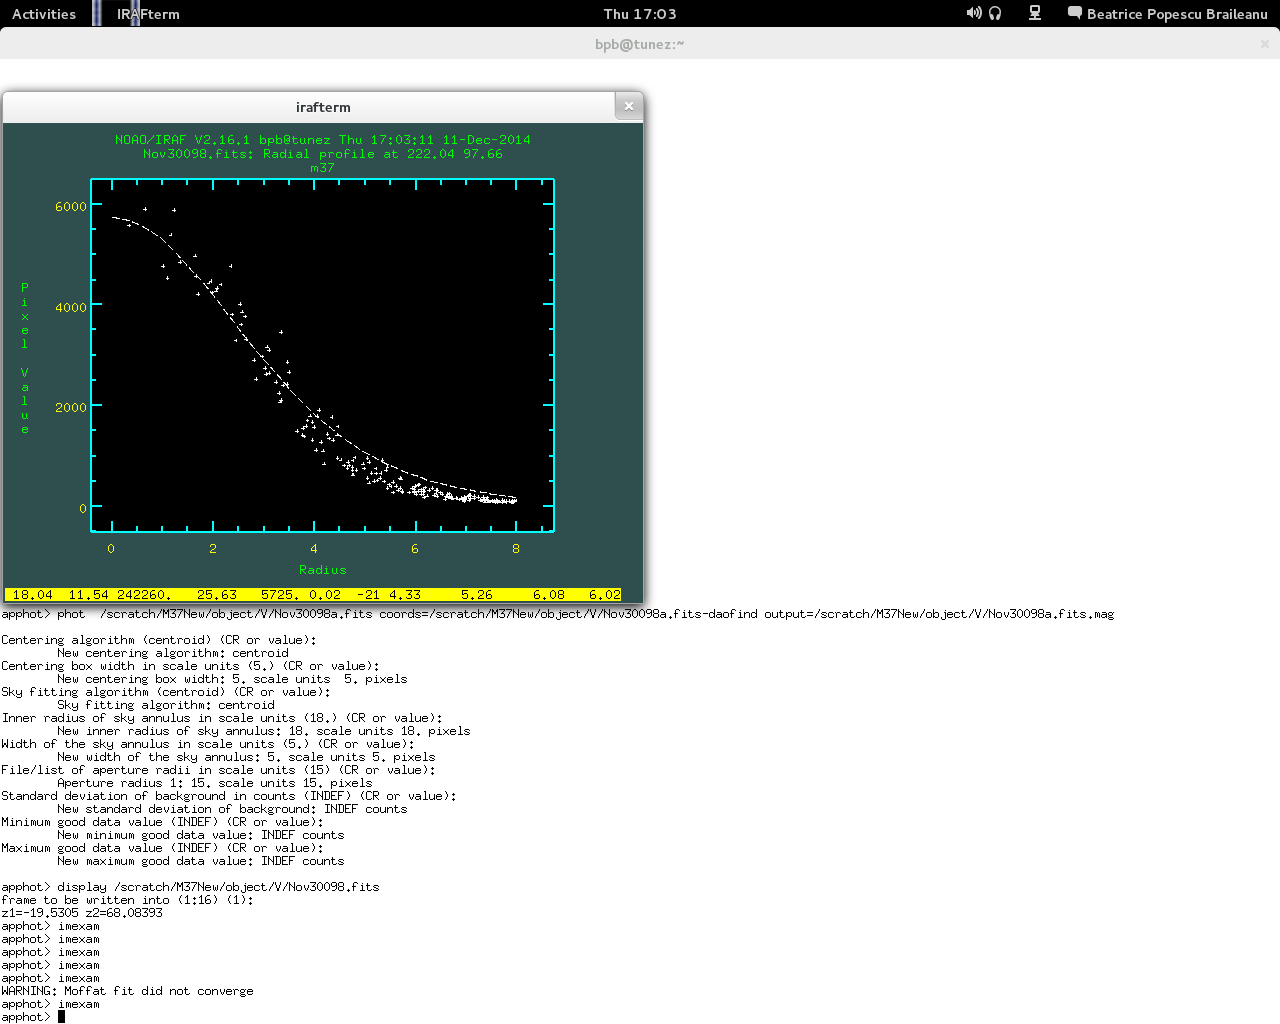 Activities IRAFterm Thu 17:03 Beatrice Popescu Braileanu
bpb@tunez:~
irafterm
NOAO/IRAF V2.16.1 bpb@tunez Thu 17:03:11 11-Dec-2014
Nov30098.fits: Radial profile at 222.04 97.66
m37
6000
4000
2000
0
Pixel Value
0 2 4 6 8
Radius
18.04 11.54 242260. 25.63 5725. 0.02 -21 4.33 5.26 6.08 6.02
apphot> phot /scratch/M37New/object/V/Nov30098a.fits coords=/scratch/M37New/object/V/Nov30098a.fits-daofind output=/scratch/M37New/object/V/Nov30098a.fits.mag
Centering algorithm (centroid) (CR or value):
New centering algorithm: centroid
Centering box width in scale units (5.) (CR or value):
New centering box width: 5. scale units 5. pixels
Sky fitting algorithm (centroid) (CR or value):
Sky fitting algorithm: centroid
Inner radius of sky annulus in scale units (18.) (CR or value):
New inner radius of sky annulus: 18. scale units 18. pixels
Width of the sky annulus in scale units (5.) (CR or value):
New width of the sky annulus: 5. scale units 5. pixels
File/list of aperture radii in scale units (15) (CR or value):
Aperture radius 1: 15. scale units 15. pixels
Standard deviation of background in counts (INDEF) (CR or value):
New standard deviation of background: INDEF counts
Minimum good data value (INDEF) (CR or value):
New minimum good data value: INDEF counts
Maximum good data value (INDEF) (CR or value):
New maximum good data value: INDEF counts
apphot> display /scratch/M37New/object/V/Nov30098.fits
frame to be written into (1:16) (1):
z1=-19.5305 z2=68.08393
apphot> imexam
apphot> imexam
apphot> imexam
apphot> imexam
apphot> imexam
WARNING: Moffat fit did not converge
apphot> imexam
apphot>